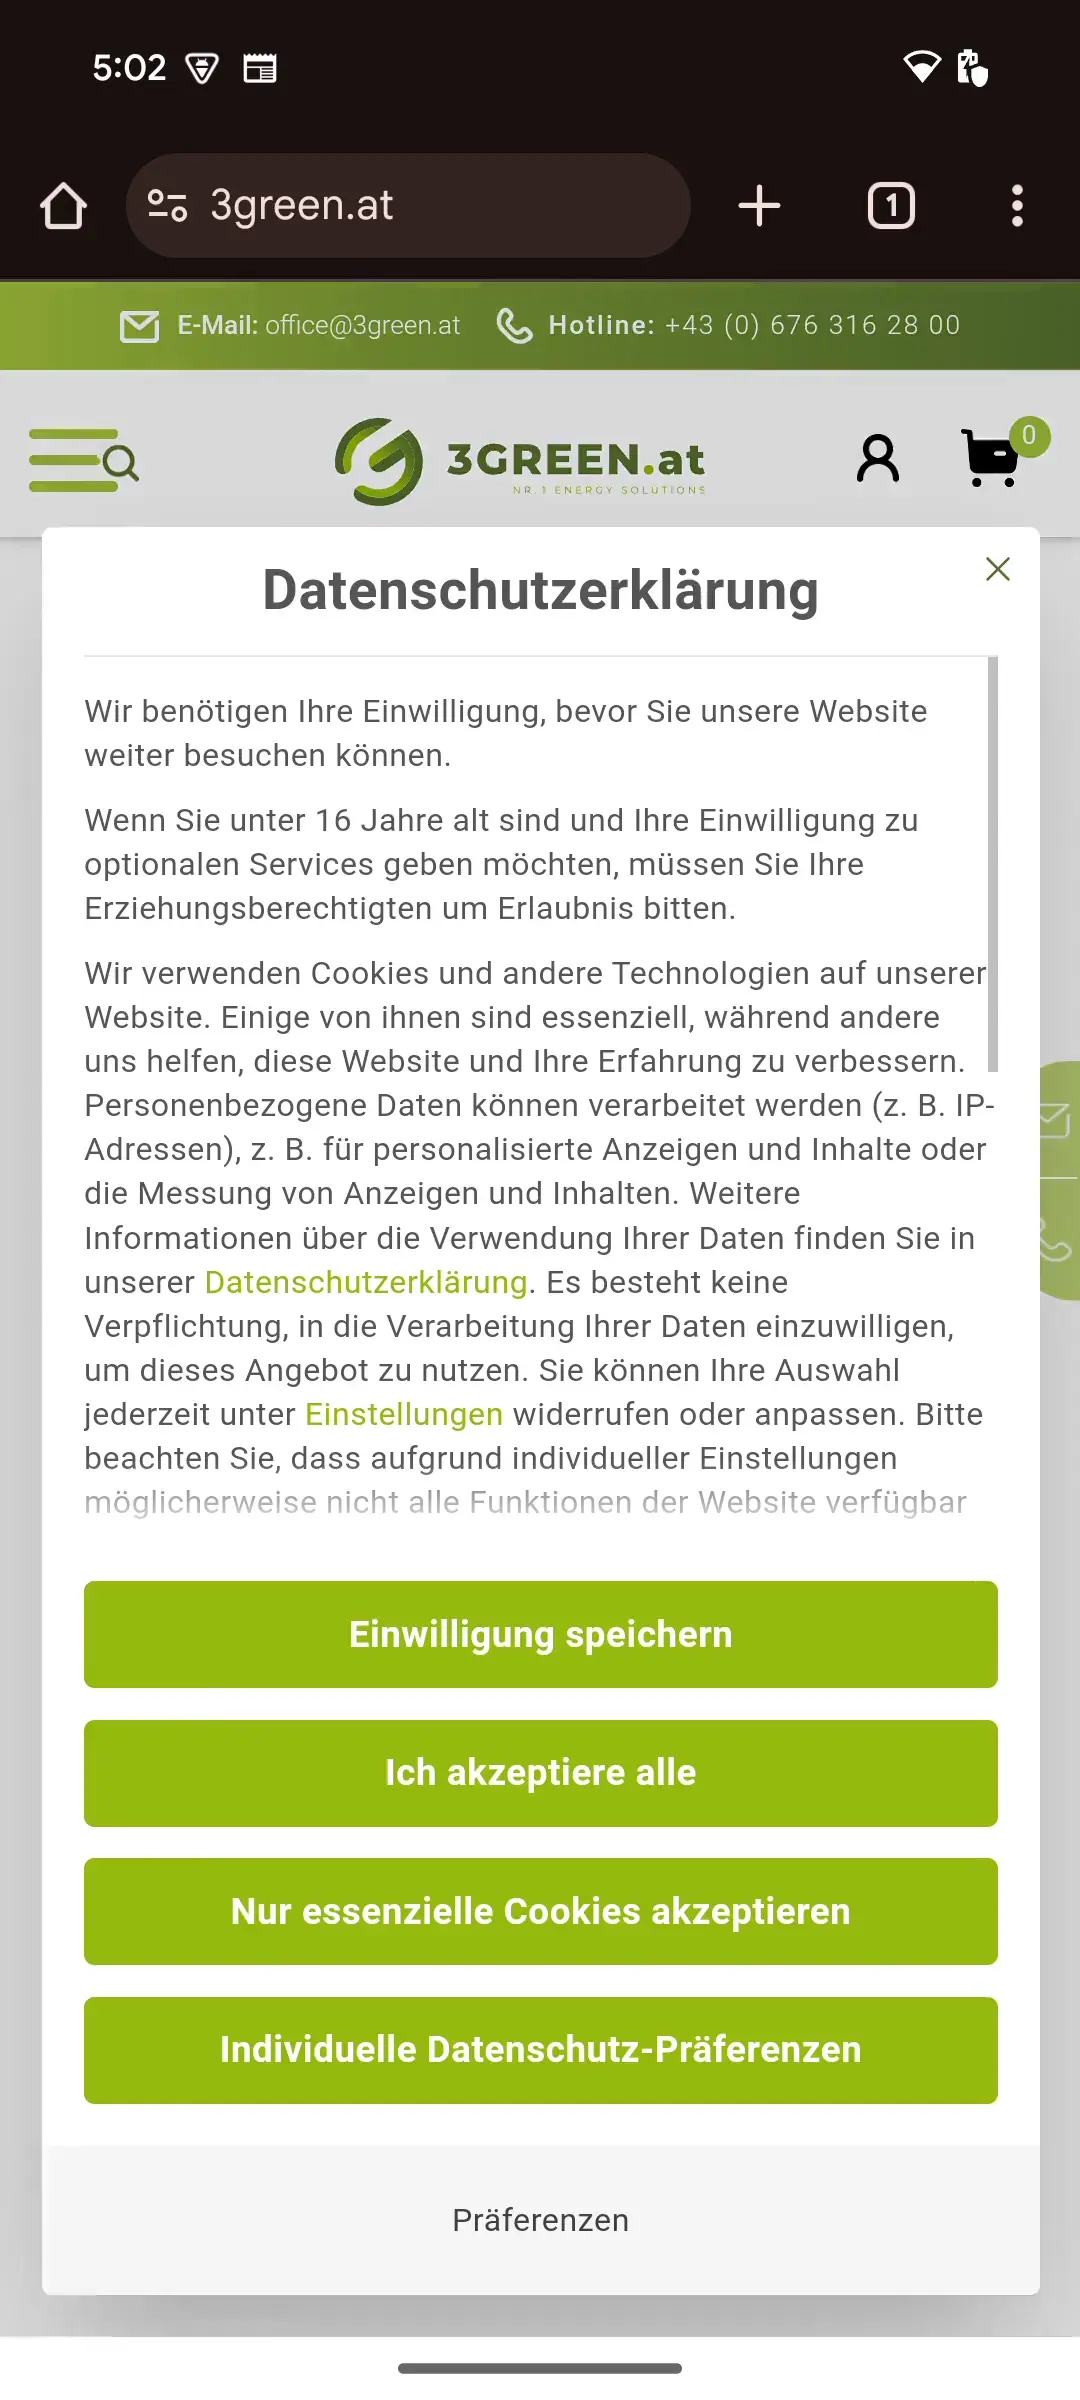 5:02
3green.at
1
E-Mail: office@3green.at
Hotline: +43 (0) 676 316 28 00
3GREEN.at
NR.1 ENERGY SOLUTIONS
0
Datenschutzerklärung
Wir benötigen Ihre Einwilligung, bevor Sie unsere Website
weiter besuchen können.
Wenn Sie unter 16 Jahre alt sind und Ihre Einwilligung zu
optionalen Services geben möchten, müssen Sie Ihre
Erziehungsberechtigten um Erlaubnis bitten.
Wir verwenden Cookies und andere Technologien auf unserer
Website. Einige von ihnen sind essenziell, während andere
uns helfen, diese Website und Ihre Erfahrung zu verbessern.
Personenbezogene Daten können verarbeitet werden (z. B. IP-
Adressen), z. B. für personalisierte Anzeigen und Inhalte oder
die Messung von Anzeigen und Inhalten. Weitere
Informationen über die Verwendung Ihrer Daten finden Sie in
unserer Datenschutzerklärung. Es besteht keine
Verpflichtung, in die Verarbeitung Ihrer Daten einzuwilligen,
um dieses Angebot zu nutzen. Sie können Ihre Auswahl
jederzeit unter Einstellungen widerrufen oder anpassen. Bitte
beachten Sie, dass aufgrund individueller Einstellungen
möglicherweise nicht alle Funktionen der Website verfügbar
Einwilligung speichern
Ich akzeptiere alle
Nur essenzielle Cookies akzeptieren
Individuelle Datenschutz-Präferenzen
Präferenzen